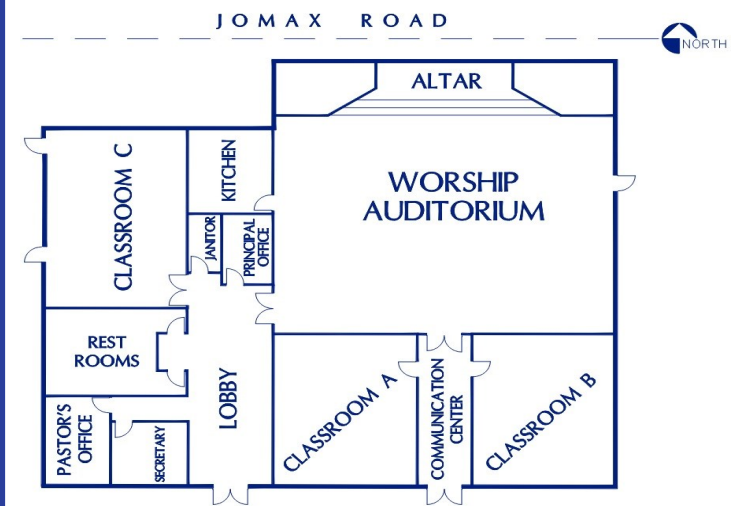 JOMAX ROAD
NORTH
ALTAR
WORSHIP
AUDITORIUM
CLASSROOM C
KITCHEN
JANITOR
PRINCIPAL
OFFICE
REST
ROOMS
LOBBY
PASTOR'S
OFFICE
SECRETARY
CLASSROOM A
COMMUNICATION
CENTER
CLASSROOM B